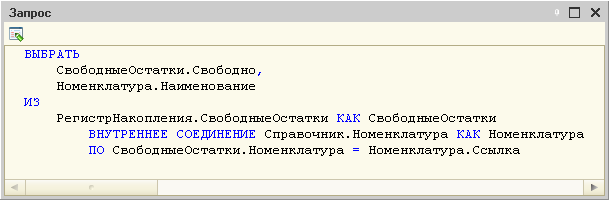 Запрос
ВЫБРАТЬ
СвободныеОстатки.Свободно,
Номенклатура.Наименование
ИЗ
РегистрНакопления.СвободныеОстатки КАК СвободныеОстатки
ВНУТРЕННЕЕ СОЕДИНЕНИЕ Справочник.Номенклатура КАК Номенклатура
ПО СвободныеОстатки.Номенклатура = Номенклатура.Ссылка